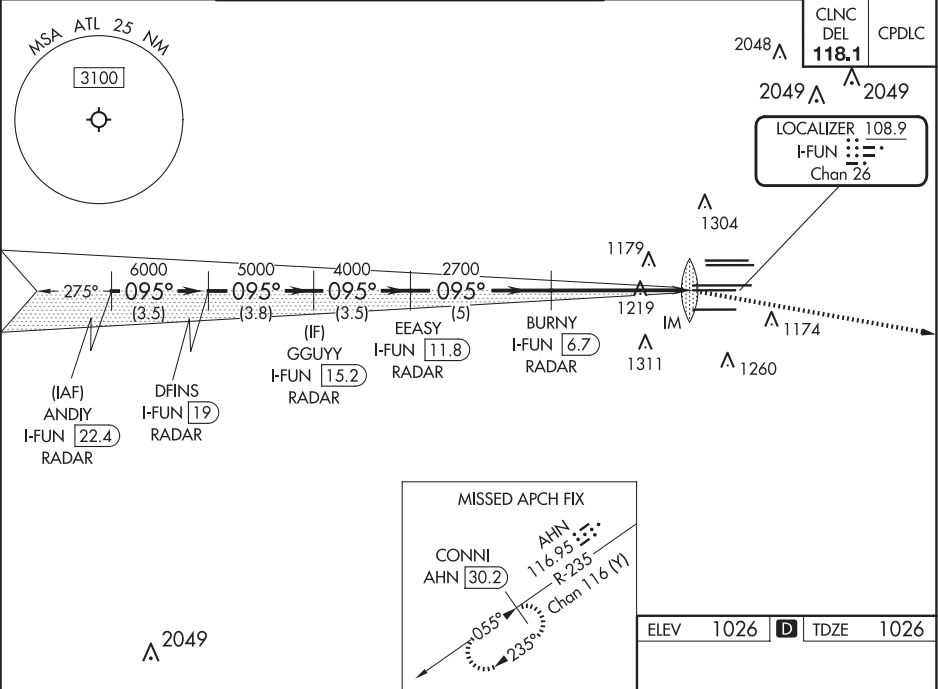 MSA ATL 25 NM
3100
CLNC
DEL
118.1
CPDLC
2048
2049
2049
LOCALIZER 108.9
I-FUN
Chan 26
1304
1179
1219
IM
1311
1174
1260
275°
6000
095°
(3.5)
5000
095°
(3.8)
4000
095°
(3.5)
2700
095°
(5)
(IAF)
ANDIY
I-FUN 22.4
RADAR
DFINS
I-FUN 19
RADAR
(IF)
GGUYY
I-FUN 15.2
RADAR
EEASY
I-FUN 11.8
RADAR
BURNY
I-FUN 6.7
RADAR
MISSED APCH FIX
CONNI
AHN 30.2
AHN
116.95
R-235
Chan 116 (Y)
055°
235°
2049
ELEV 1026 D TDZE 1026